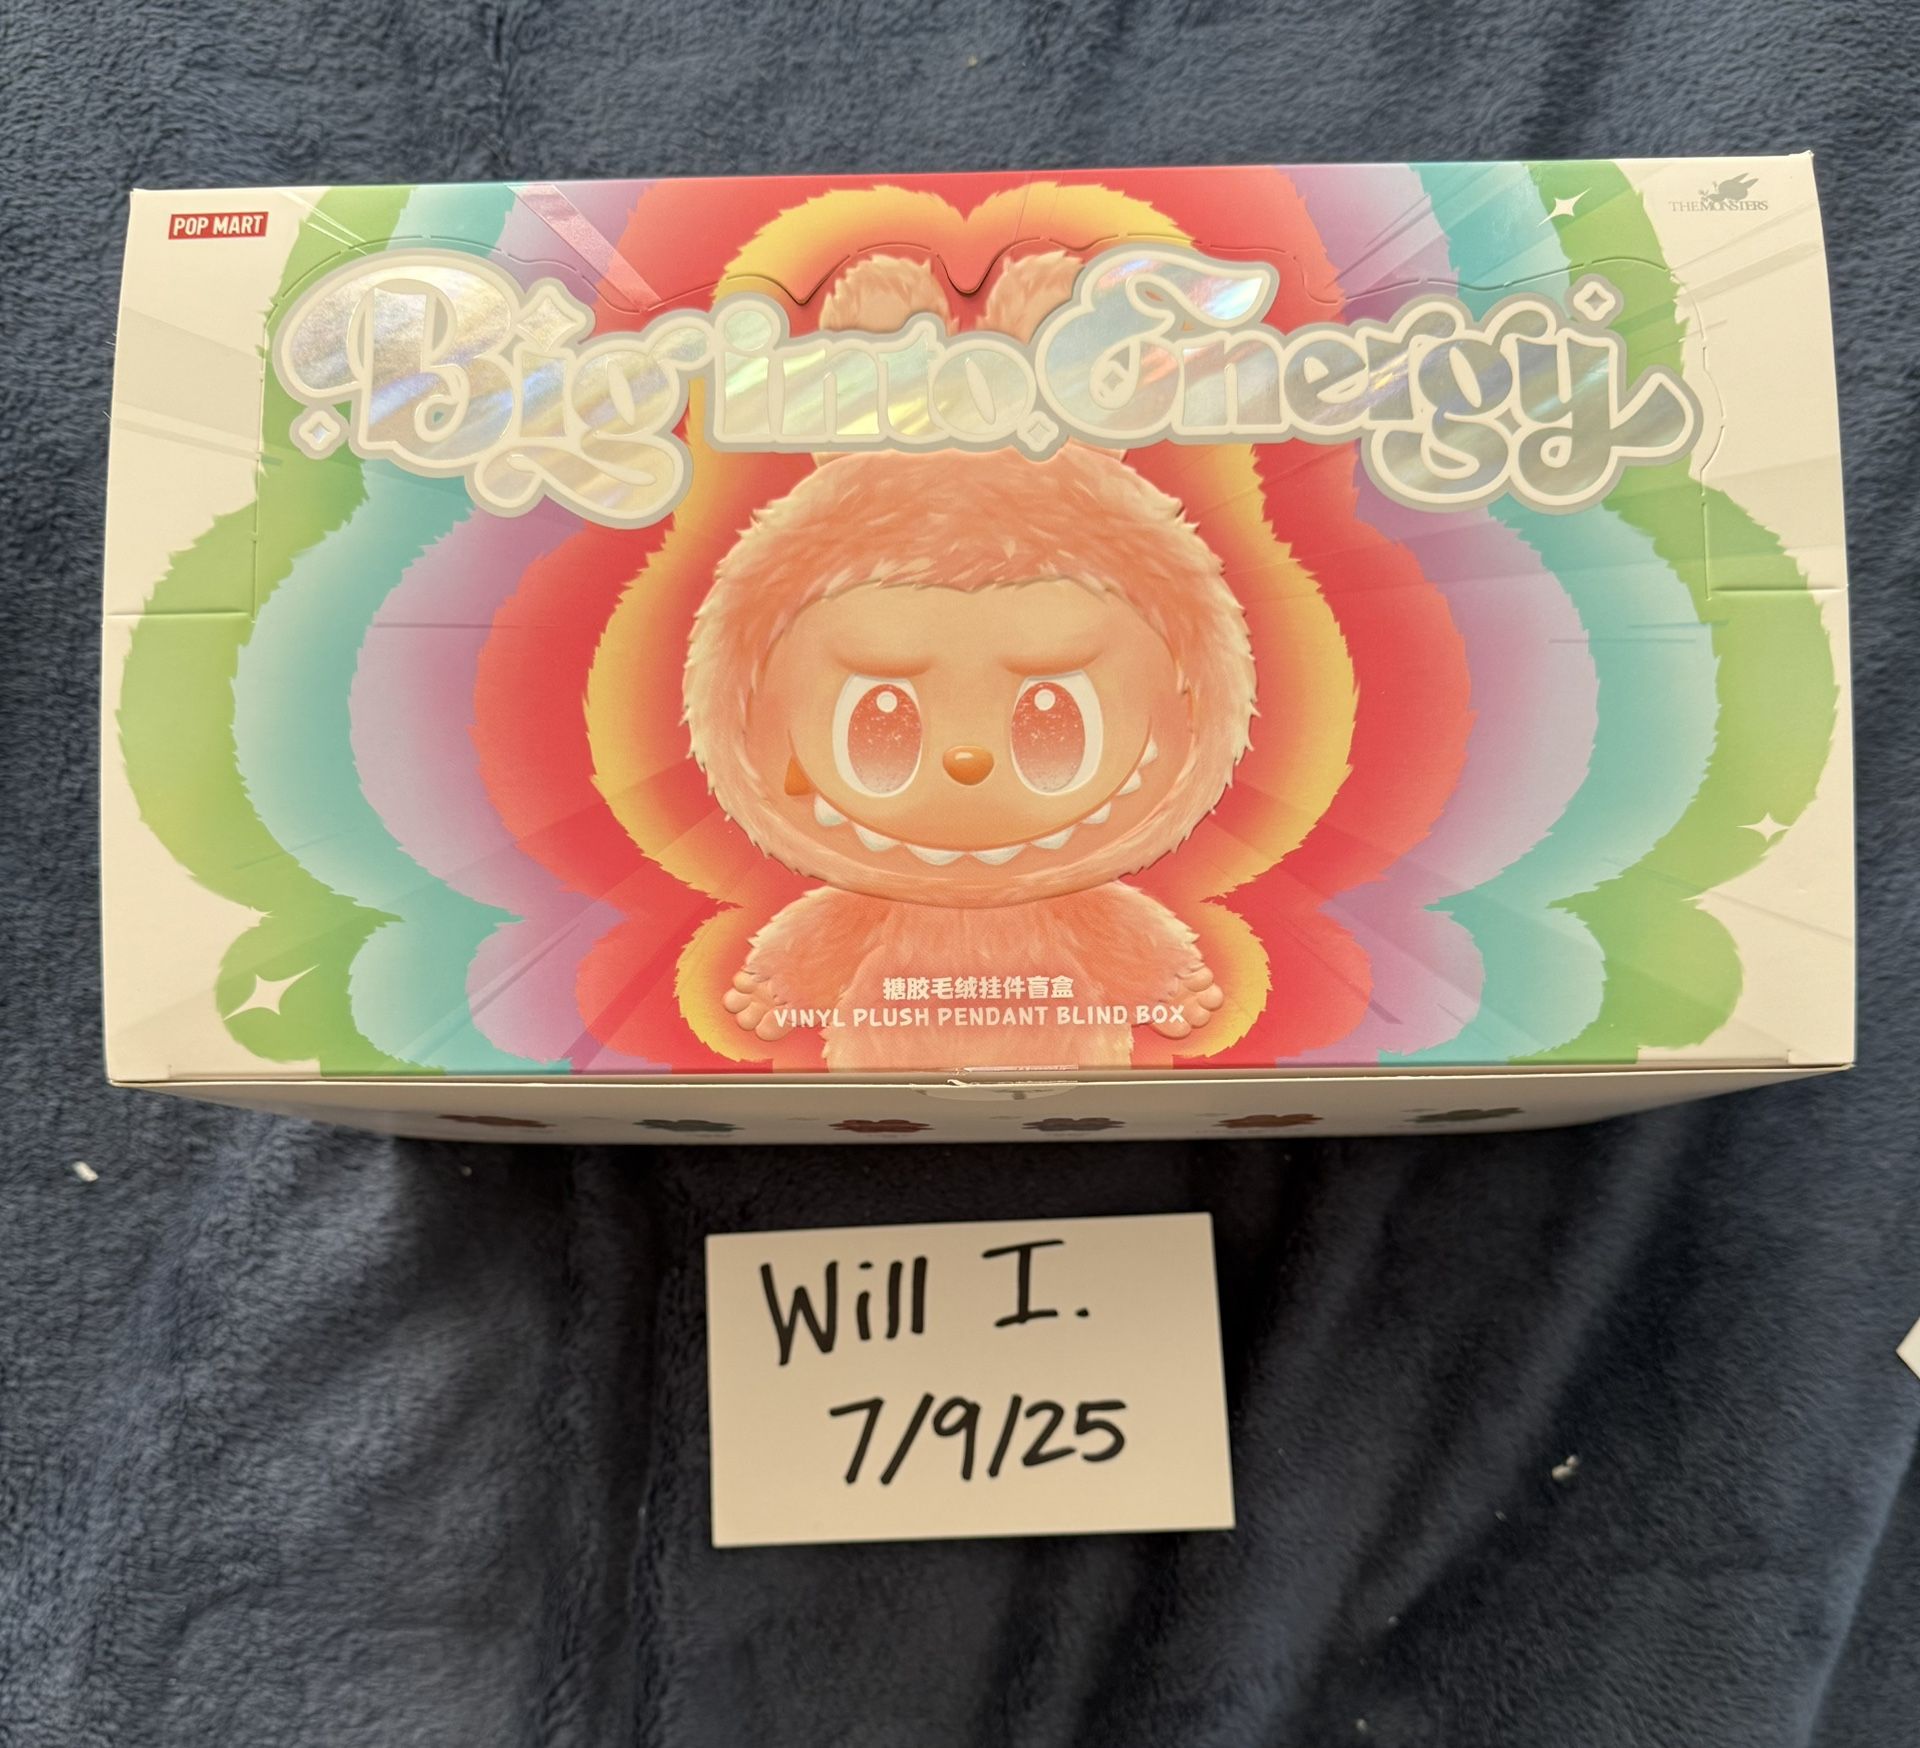 POP MART
THE MONSTERS
Big into Energy
搪胶毛绒挂件盲盒
VINYL PLUSH PENDANT BLIND BOX
Will I.
7/9/25